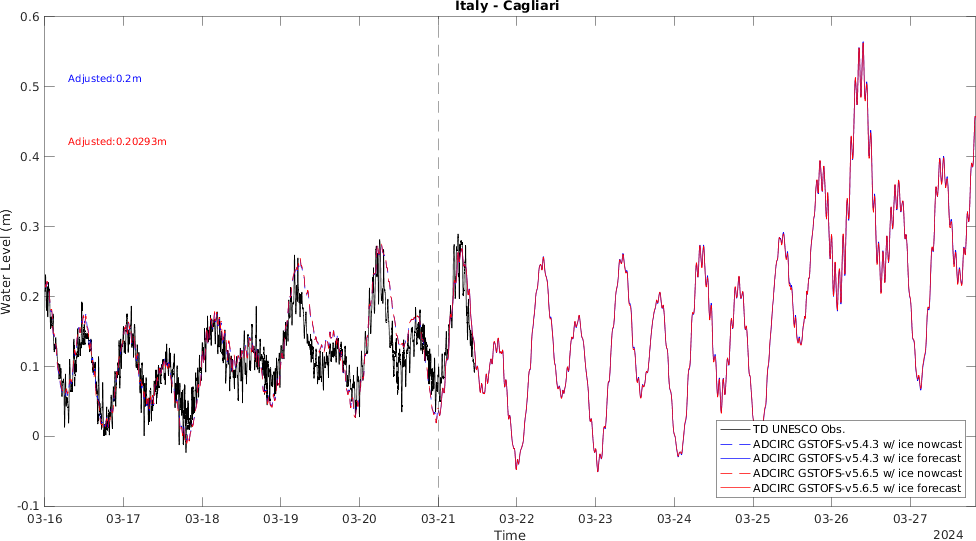 Italy - Cagliari
Water Level (m)
0.6
0.5
0.4
0.3
0.2
0.1
0
-0.1
Adjusted:0.2m
Adjusted:0.20293m
TD UNESCO Obs.
ADCIRC GSTOFS-v5.4.3 w/ ice nowcast
ADCIRC GSTOFS-v5.4.3 w/ ice forecast
ADCIRC GSTOFS-v5.6.5 w/ ice nowcast
ADCIRC GSTOFS-v5.6.5 w/ ice forecast
03-16 03-17 03-18 03-19 03-20 03-21 03-22 03-23 03-24 03-25 03-26 03-27
Time
2024